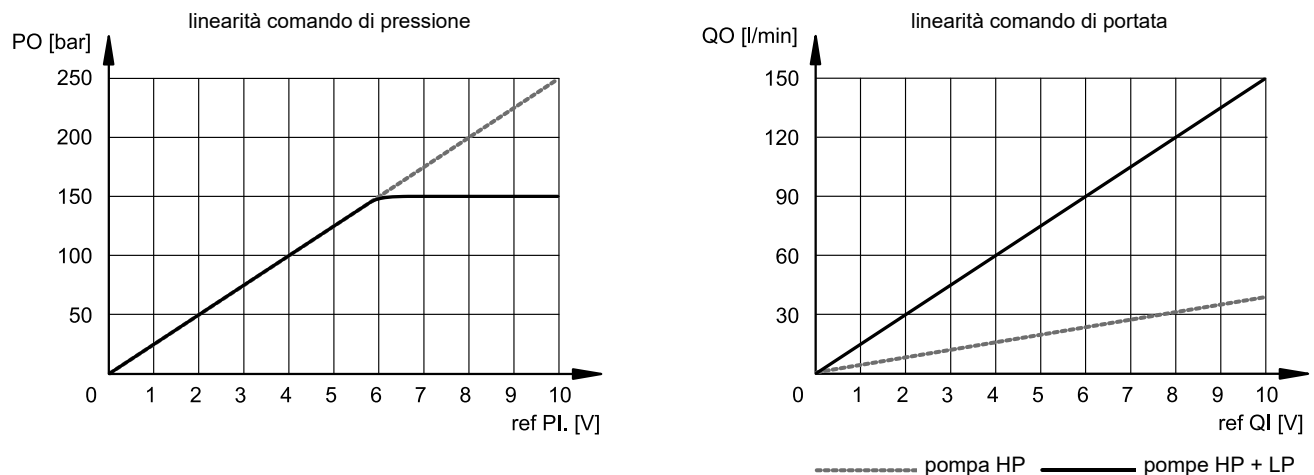 linearità comando di pressione
PO [bar]
250
200
150
100
50
0 1 2 3 4 5 6 7 8 9 10
ref PI. [V]
linearità comando di portata
QO [l/min]
150
120
90
60
30
0 1 2 3 4 5 6 7 8 9 10
ref QI [V]
pompa HP pompe HP + LP